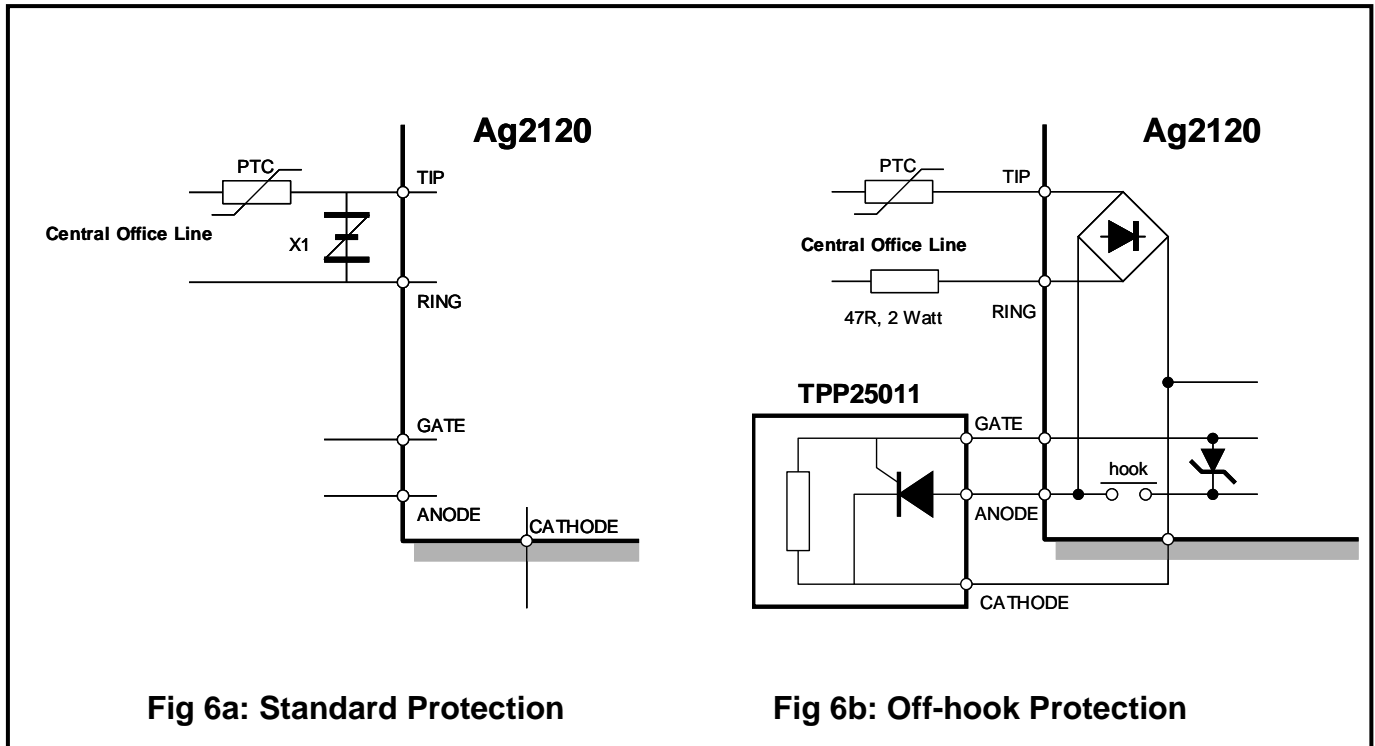 Ag2120
PTC
TIP
Central Office Line
X1
RING
GATE
ANODE
CATHODE
Fig 6a: Standard Protection
Ag2120
PTC
TIP
Central Office Line
RING
47R, 2 Watt
TPP25011
GATE
hook
ANODE
CATHODE
Fig 6b: Off-hook Protection